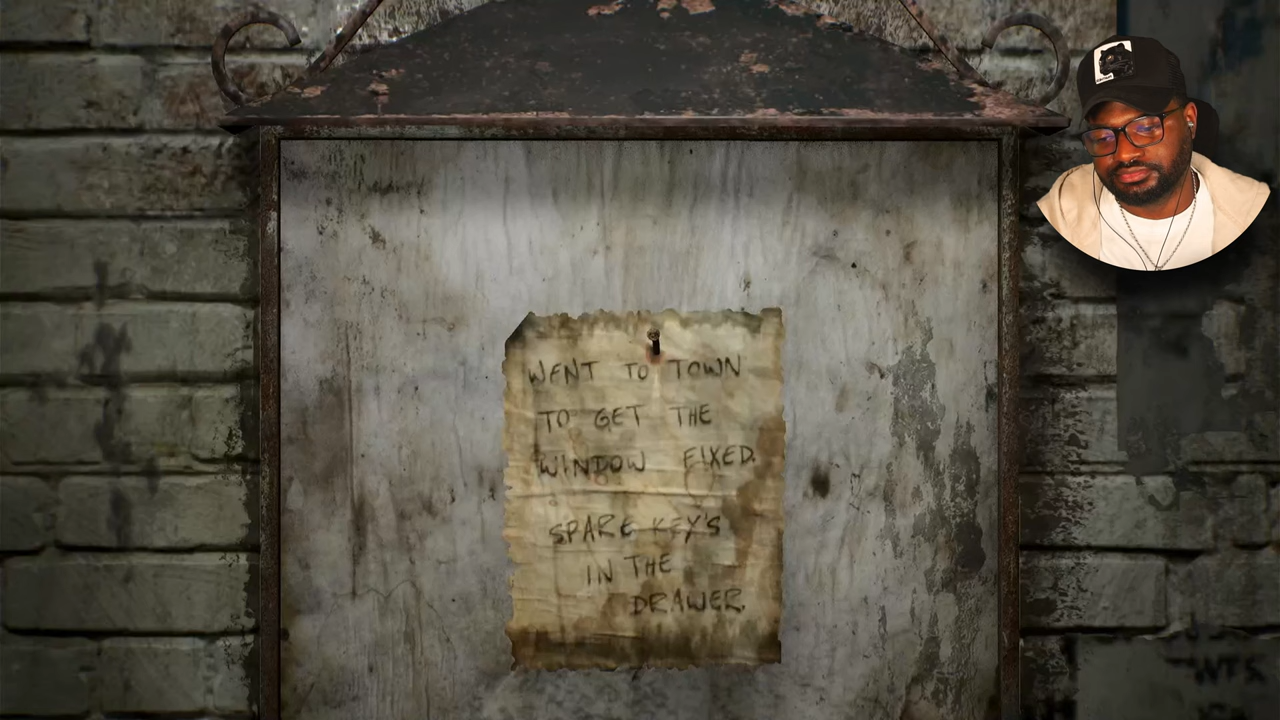 WENT TO TOWN
TO GET THE
WINDOW FIXED.
SPARE KEY'S
IN THE
DRAWER.